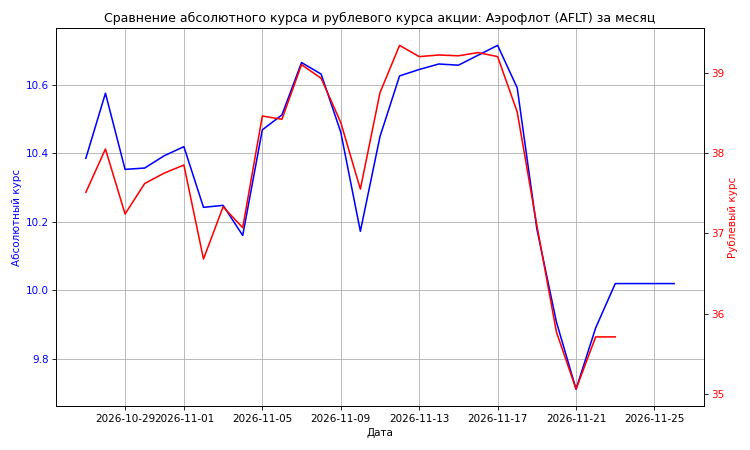 Сравнение абсолютного курса и рублевого курса акции: Аэрофлот (AFLT) за месяц
Абсолютный курс
10.6
10.4
10.2
10.0
9.8
39
38
37
36
35
Рублевый курс
2026-10-29 2026-11-01 2026-11-05 2026-11-09 2026-11-13 2026-11-17 2026-11-21 2026-11-25
Дата